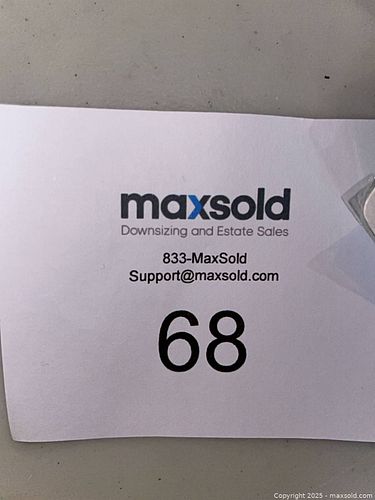 maxsold
Downsizing and Estate Sales
833-MaxSold
Support@maxsold.com
68
Copyright 2025 - maxsold.com